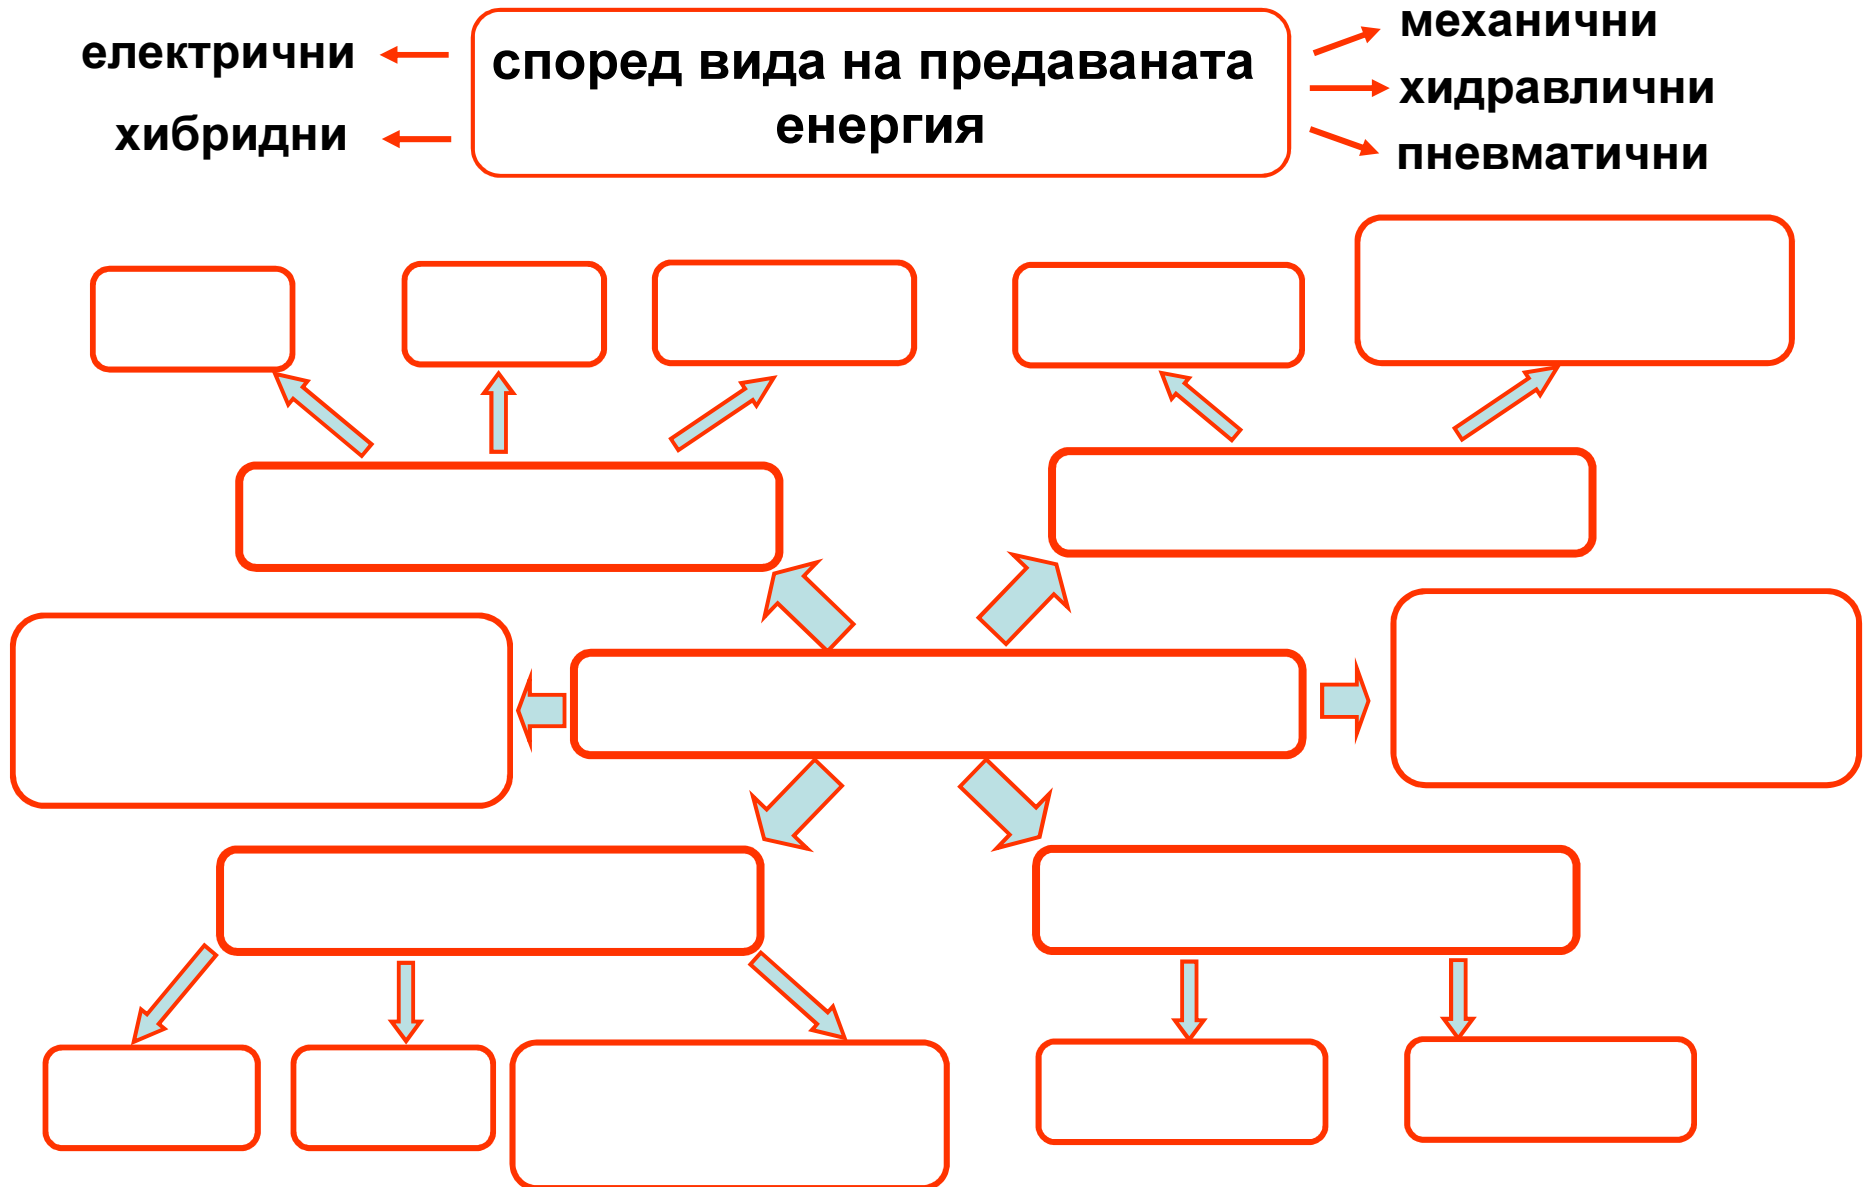 електрични
хибридни
според вида на предаваната
енергия
механични
хидравлични
пневматични